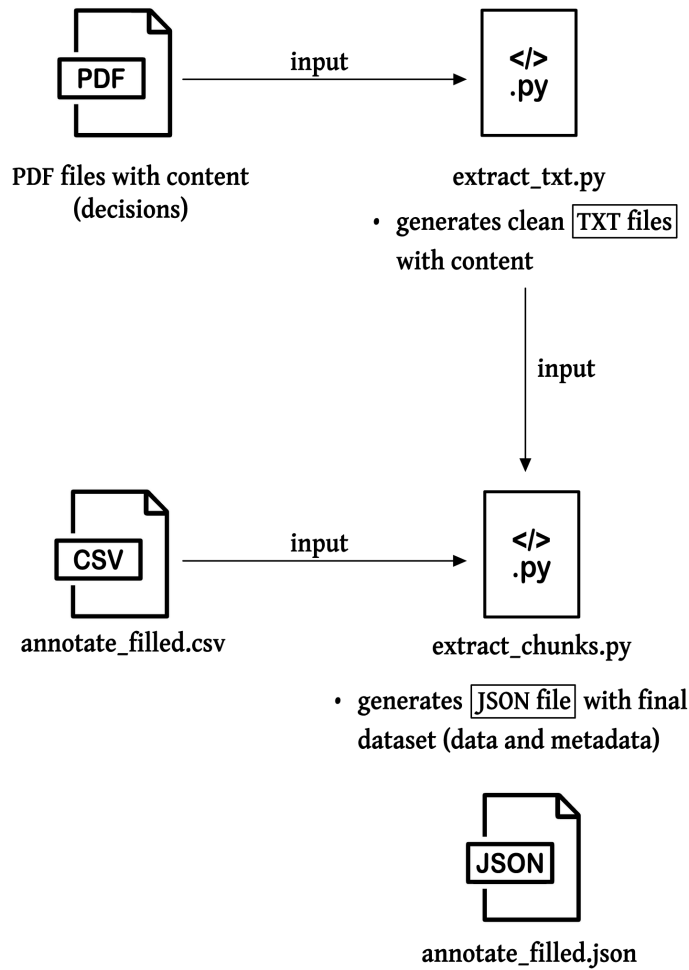 PDF
input
</>
.py
PDF files with content
(decisions)
extract_txt.py
• generates clean TXT files
with content
input
CSV
input
</>
.py
annotate_filled.csv
extract_chunks.py
• generates JSON file with final
dataset (data and metadata)
JSON
annotate_filled.json